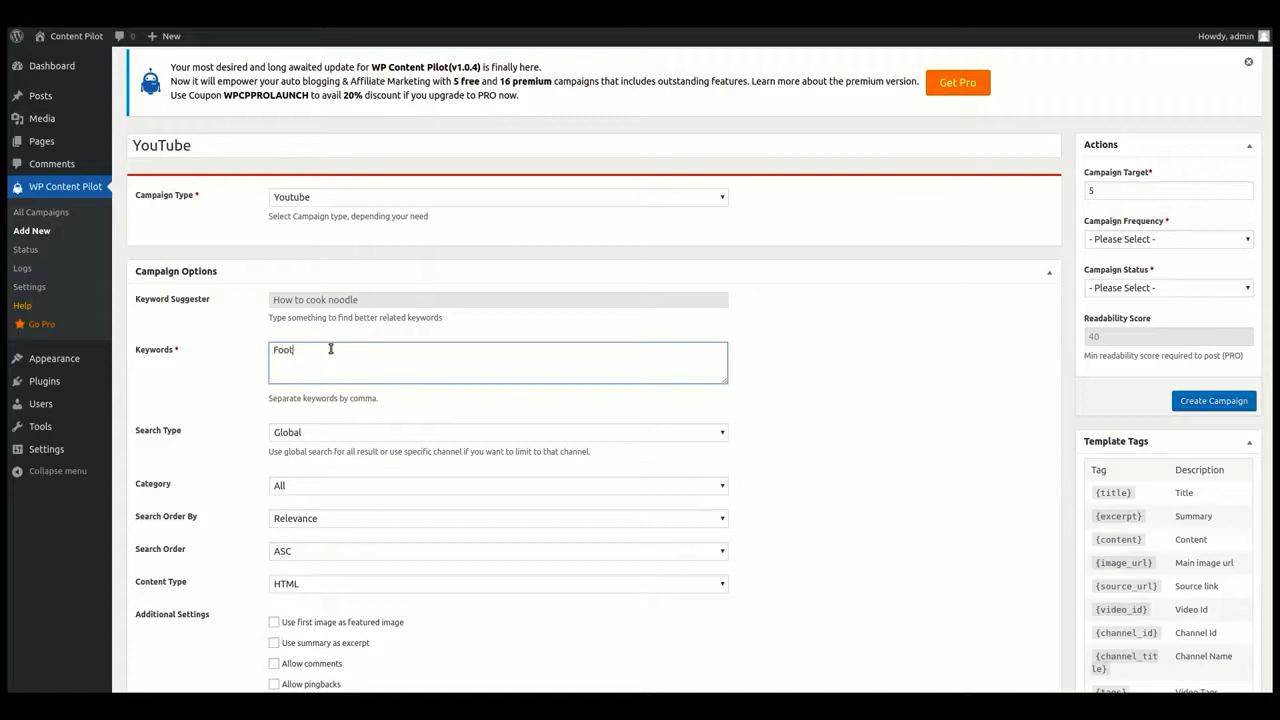 Content Pilot
0
New
Howdy, admin
Dashboard
Posts
Media
Pages
Comments
WP Content Pilot
All Campaigns
Add New
Status
Logs
Settings
Help
Go Pro
Appearance
Plugins
Users
Tools
Settings
Collapse menu
Your most desired and long awaited update for WP Content Pilot(v1.0.4) is finally here.
Now it will empower your auto blogging & Affiliate Marketing with 5 free and 16 premium campaigns that includes outstanding features. Learn more about the premium version.
Use Coupon WPCPPROLAUNCH to avail 20% discount if you upgrade to PRO now.
Get Pro
YouTube
Campaign Type *
Youtube
Select Campaign type, depending your need
Campaign Options
Keyword Suggester
How to cook noodle
Type something to find better related keywords
Keywords *
Foot
Separate keywords by comma.
Search Type
Global
Use global search for all result or use specific channel if you want to limit to that channel.
Category
All
Search Order By
Relevance
Search Order
ASC
Content Type
HTML
Additional Settings
Use first image as featured image
Use summary as excerpt
Allow comments
Allow pingbacks
Actions
Campaign Target*
5
Campaign Frequency *
- Please Select -
Campaign Status *
- Please Select -
Readability Score
40
Min readability score required to post (PRO)
Create Campaign
Template Tags
Tag Description
{title} Title
{excerpt} Summary
{content} Content
{image_url} Main image url
{source_url} Source link
{video_id} Video Id
{channel_id} Channel Id
{channel_tit Channel Name
le}
{tags} Video Tags